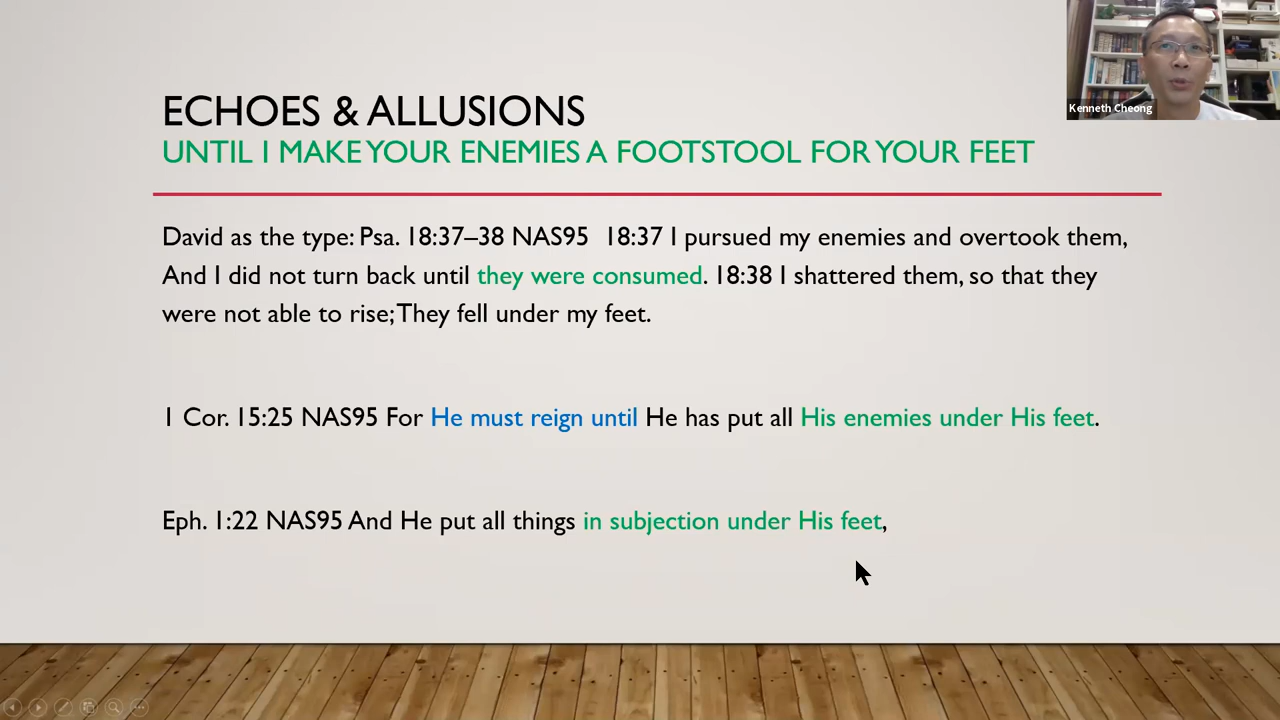 Kenneth Cheong
ECHOES & ALLUSIONS
UNTIL I MAKE YOUR ENEMIES A FOOTSTOOL FOR YOUR FEET
David as the type: Psa. 18:37–38 NAS95  18:37 I pursued my enemies and overtook them,
And I did not turn back until they were consumed. 18:38 I shattered them, so that they
were not able to rise; They fell under my feet.
1 Cor. 15:25 NAS95 For He must reign until He has put all His enemies under His feet.
Eph. 1:22 NAS95 And He put all things in subjection under His feet,